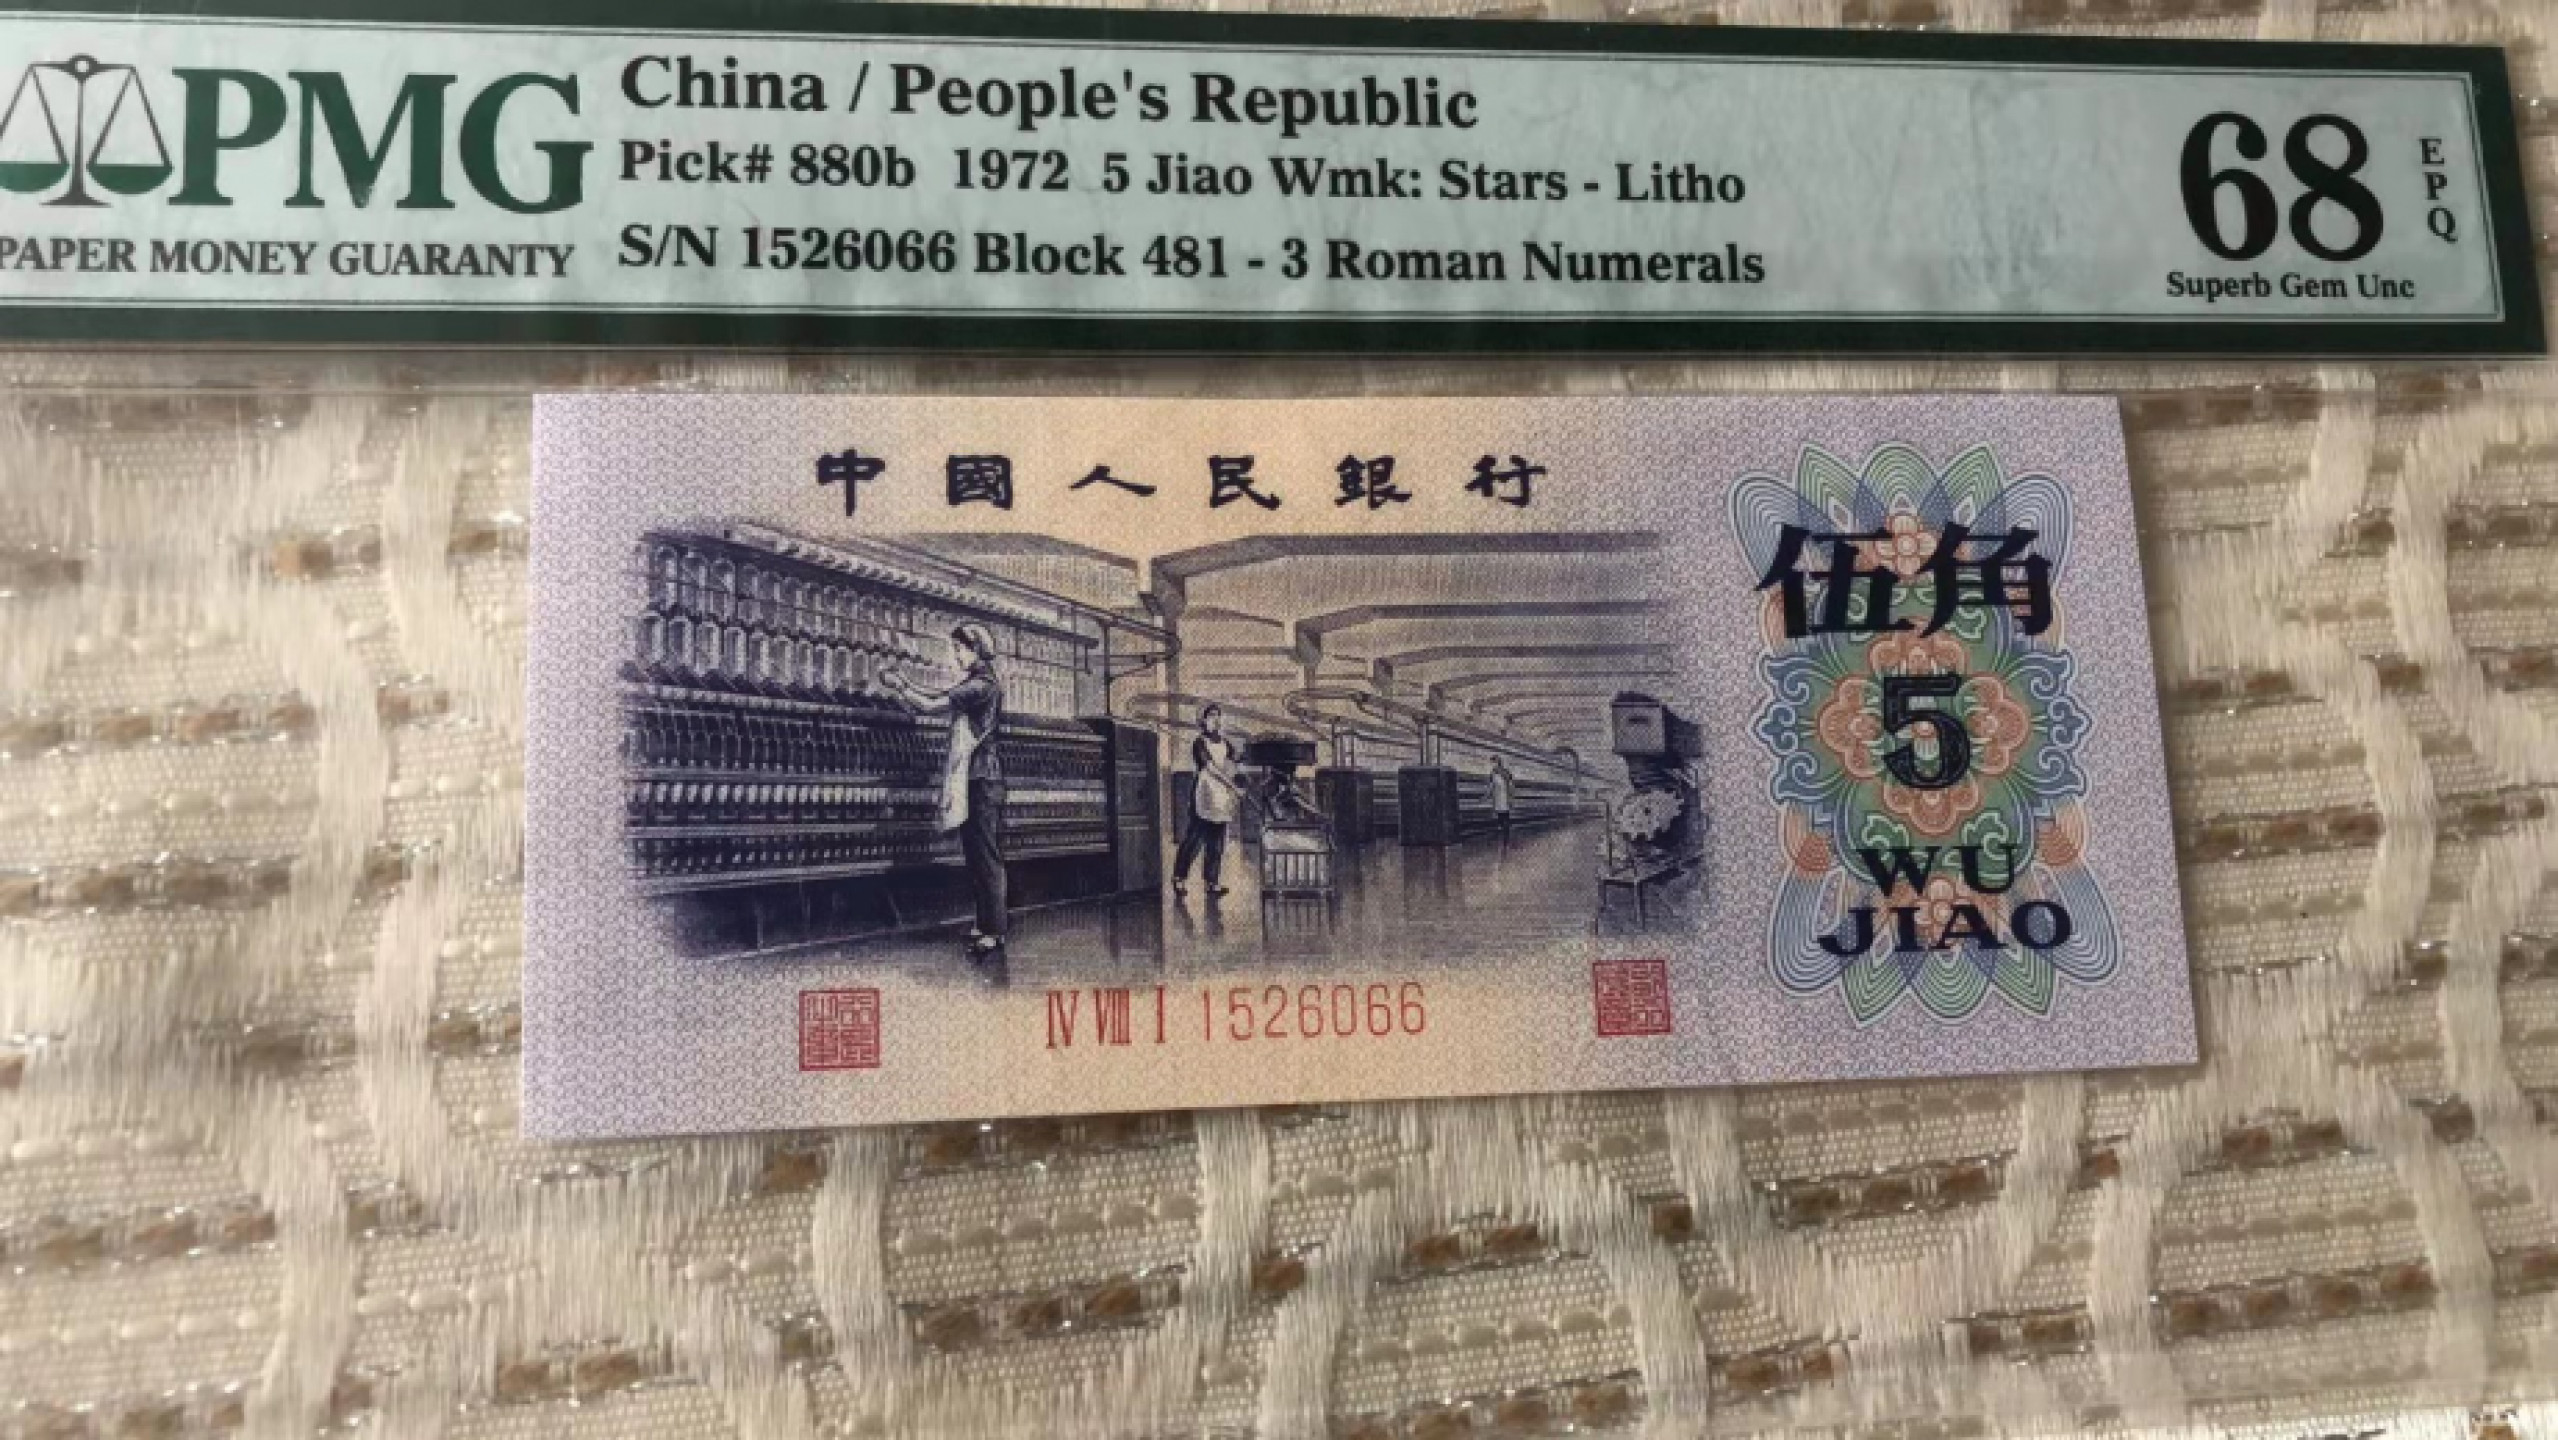 PMG
PAPER MONEY GUARANTY
China / People's Republic
Pick# 880b 1972 5 Jiao Wmk: Stars - Litho
S/N 1526066 Block 481 - 3 Roman Numerals
68
EPQ
Superb Gem Unc
中國人民銀行
伍角
5
WU
JIAO
IV VIII I 1526066